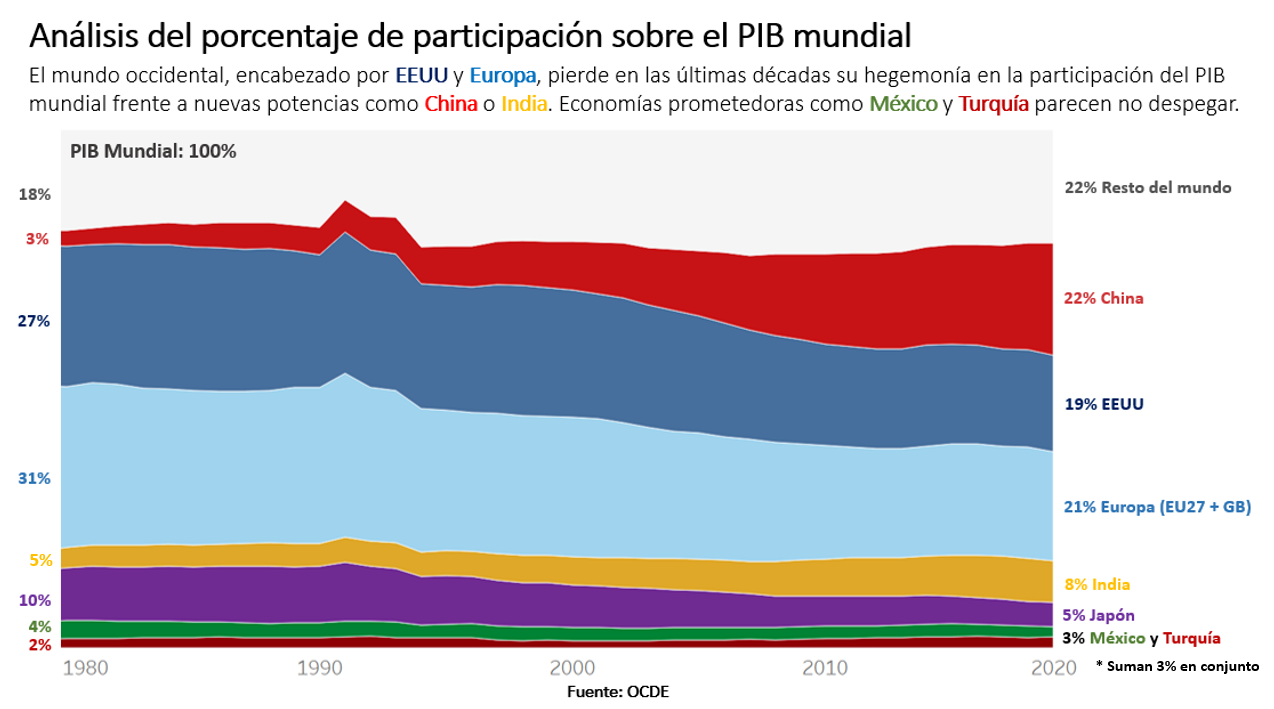 Análisis del porcentaje de participación sobre el PIB mundial
El mundo occidental, encabezado por EEUU y Europa, pierde en las últimas décadas su hegemonía en la participación del PIB
mundial frente a nuevas potencias como China o India. Economías prometedoras como México y Turquía parecen no despegar.
PIB Mundial: 100%
18%
3%
27%
31%
5%
10%
4%
2%
22% Resto del mundo
22% China
19% EEUU
21% Europa (EU27 + GB)
8% India
5% Japón
3% México y Turquía
* Suman 3% en conjunto
1980 1990 2000 2010 2020
Fuente: OCDE